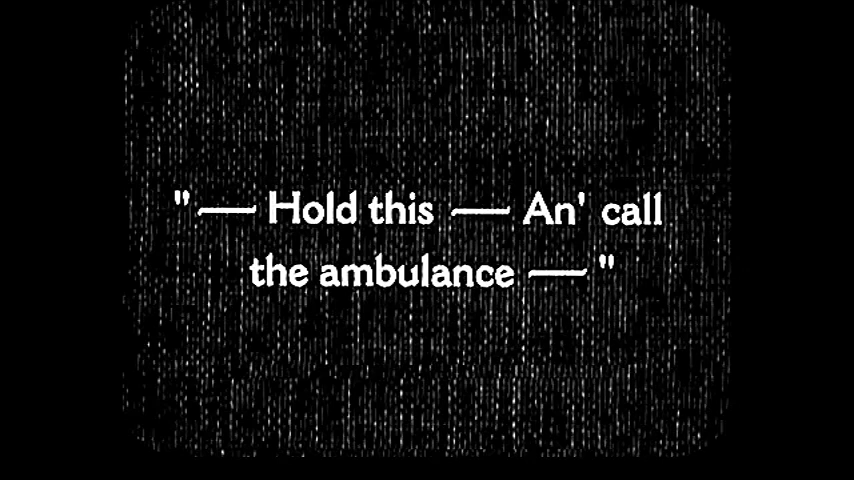 "— Hold this — An' call
the ambulance —"